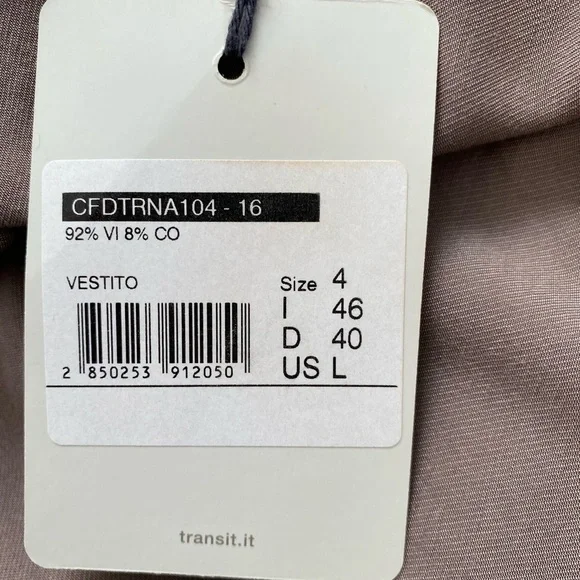 CFDTRNA104 - 16
92% VI 8% CO
VESTITO
Size 4
I 46
D 40
US L
2 850253 912050
transit.it